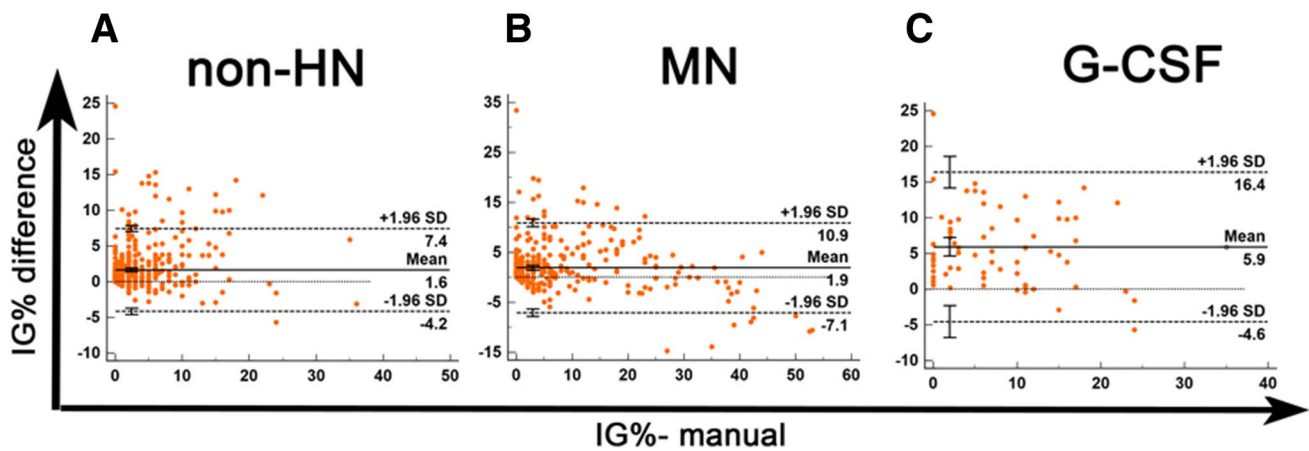 A
non-HN
IG% difference
25
20
15
10
5
0
-5
-10
+1.96 SD
7.4
Mean
1.6
-1.96 SD
-4.2
0 10 20 30 40 50
B
MN
35
25
15
5
-5
-15
+1.96 SD
10.9
Mean
1.9
-1.96 SD
-7.1
0 10 20 30 40 50 60
C
G-CSF
25
20
15
10
5
0
-5
-10
+1.96 SD
16.4
Mean
5.9
-1.96 SD
-4.6
0 10 20 30 40
IG%- manual